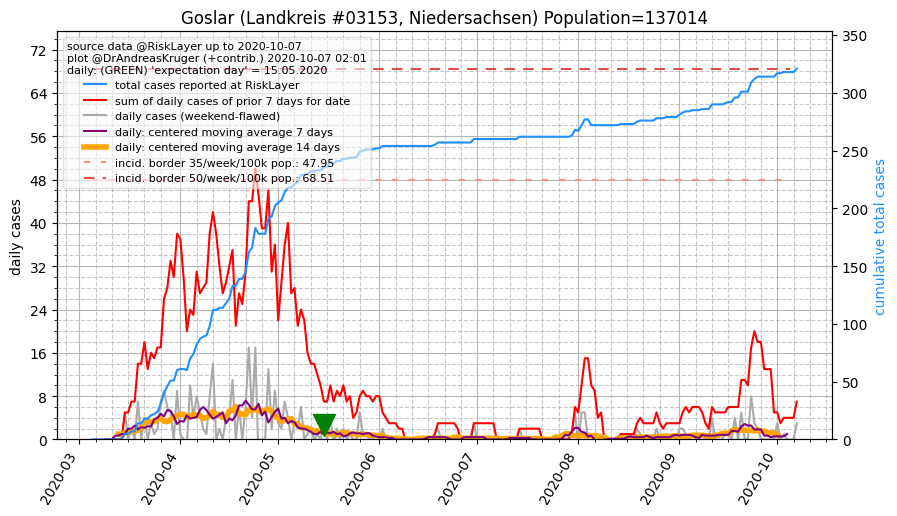 Goslar (Landkreis #03153, Niedersachsen) Population=137014
source data @RiskLayer up to 2020-10-07
plot @DrAndreasKruger (+contrib.) 2020-10-07 02:01
daily: (GREEN) 'expectation day' = 15.05.2020
total cases reported at RiskLayer
sum of daily cases of prior 7 days for date
daily cases (weekend-flawed)
daily: centered moving average 7 days
daily: centered moving average 14 days
incid. border 35/week/100k pop.: 47.95
incid. border 50/week/100k pop.: 68.51
daily cases
72
64
56
48
40
32
24
16
8
0
cumulative total cases
350
300
250
200
150
100
50
0
2020-03
2020-04
2020-05
2020-06
2020-07
2020-08
2020-09
2020-10